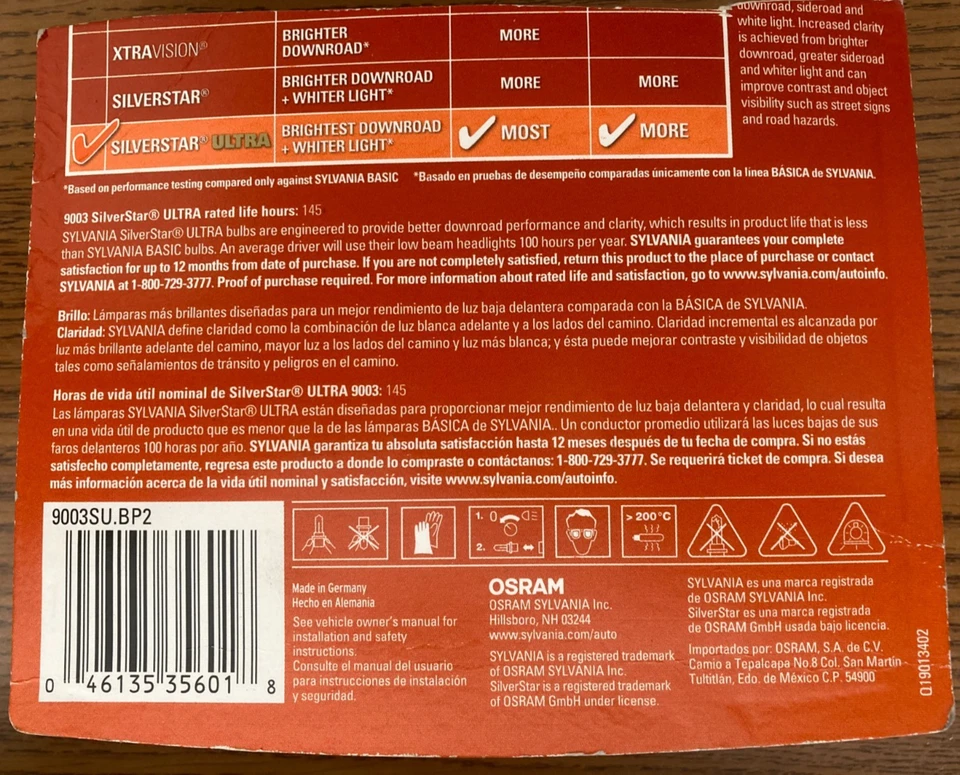 XTRAVISION® BRIGHTER DOWNROAD* MORE
SILVERSTAR® BRIGHTER DOWNROAD + WHITER LIGHT* MORE MORE
SILVERSTAR® ULTRA BRIGHTEST DOWNROAD + WHITER LIGHT* MOST MORE
downroad, sideroad and
white light. Increased clarity
is achieved from brighter
downroad, greater sideroad
and whiter light and can
improve contrast and object
visibility such as street signs
and road hazards.
*Based on performance testing compared only against SYLVANIA BASIC *Basado en pruebas de desempeño comparadas únicamente con la línea BÁSICA de SYLVANIA.
9003 SilverStar® ULTRA rated life hours: 145
SYLVANIA SilverStar® ULTRA bulbs are engineered to provide better downroad performance and clarity, which results in product life that is less
than SYLVANIA BASIC bulbs. An average driver will use their low beam headlights 100 hours per year. SYLVANIA guarantees your complete
satisfaction for up to 12 months from date of purchase. If you are not completely satisfied, return this product to the place of purchase or contact
SYLVANIA at 1-800-729-3777. Proof of purchase required. For more information about rated life and satisfaction, go to www.sylvania.com/autoinfo.
Brillo: Lámparas más brillantes diseñadas para un mejor rendimiento de luz baja delantera comparada con la BÁSICA de SYLVANIA.
Claridad: SYLVANIA define claridad como la combinación de luz blanca adelante y a los lados del camino. Claridad incremental es alcanzada por
luz más brillante adelante del camino, mayor luz a los lados del camino y luz más blanca; y ésta puede mejorar contraste y visibilidad de objetos
tales como señalamientos de tránsito y peligros en el camino.
Horas de vida útil nominal de SilverStar® ULTRA 9003: 145
Las lámparas SYLVANIA SilverStar® ULTRA están diseñadas para proporcionar mejor rendimiento de luz baja delantera y claridad, lo cual resulta
en una vida útil de producto que es menor que la de las lámparas BÁSICA de SYLVANIA.. Un conductor promedio utilizará las luces bajas de sus
faros delanteros 100 horas por año. SYLVANIA garantiza tu absoluta satisfacción hasta 12 meses después de tu fecha de compra. Si no estás
satisfecho completamente, regresa este producto a donde lo compraste o contáctanos: 1-800-729-3777. Se requerirá ticket de compra. Si desea
más información acerca de la vida útil nominal y satisfacción, visite www.sylvania.com/autoinfo.
9003SU.BP2
0 46135 35601 8
1. 0
2.
> 200°C
Made in Germany
Hecho en Alemania
See vehicle owner's manual for
installation and safety
instructions.
Consulte el manual del usuario
para instrucciones de instalación
y seguridad.
OSRAM
OSRAM SYLVANIA Inc.
Hillsboro, NH 03244
www.sylvania.com/auto
SYLVANIA is a registered trademark
of OSRAM SYLVANIA Inc.
SilverStar is a registered trademark
of OSRAM GmbH under license.
SYLVANIA es una marca registrada
de OSRAM SYLVANIA Inc.
SilverStar es una marca registrada
de OSRAM GmbH usada bajo licencia.
Importados por: OSRAM, S.A. de C.V.
Camio a Tepalcapa No.8 Col. San Martín
Tultitlán, Edo. de México C.P. 54900
Q19013402